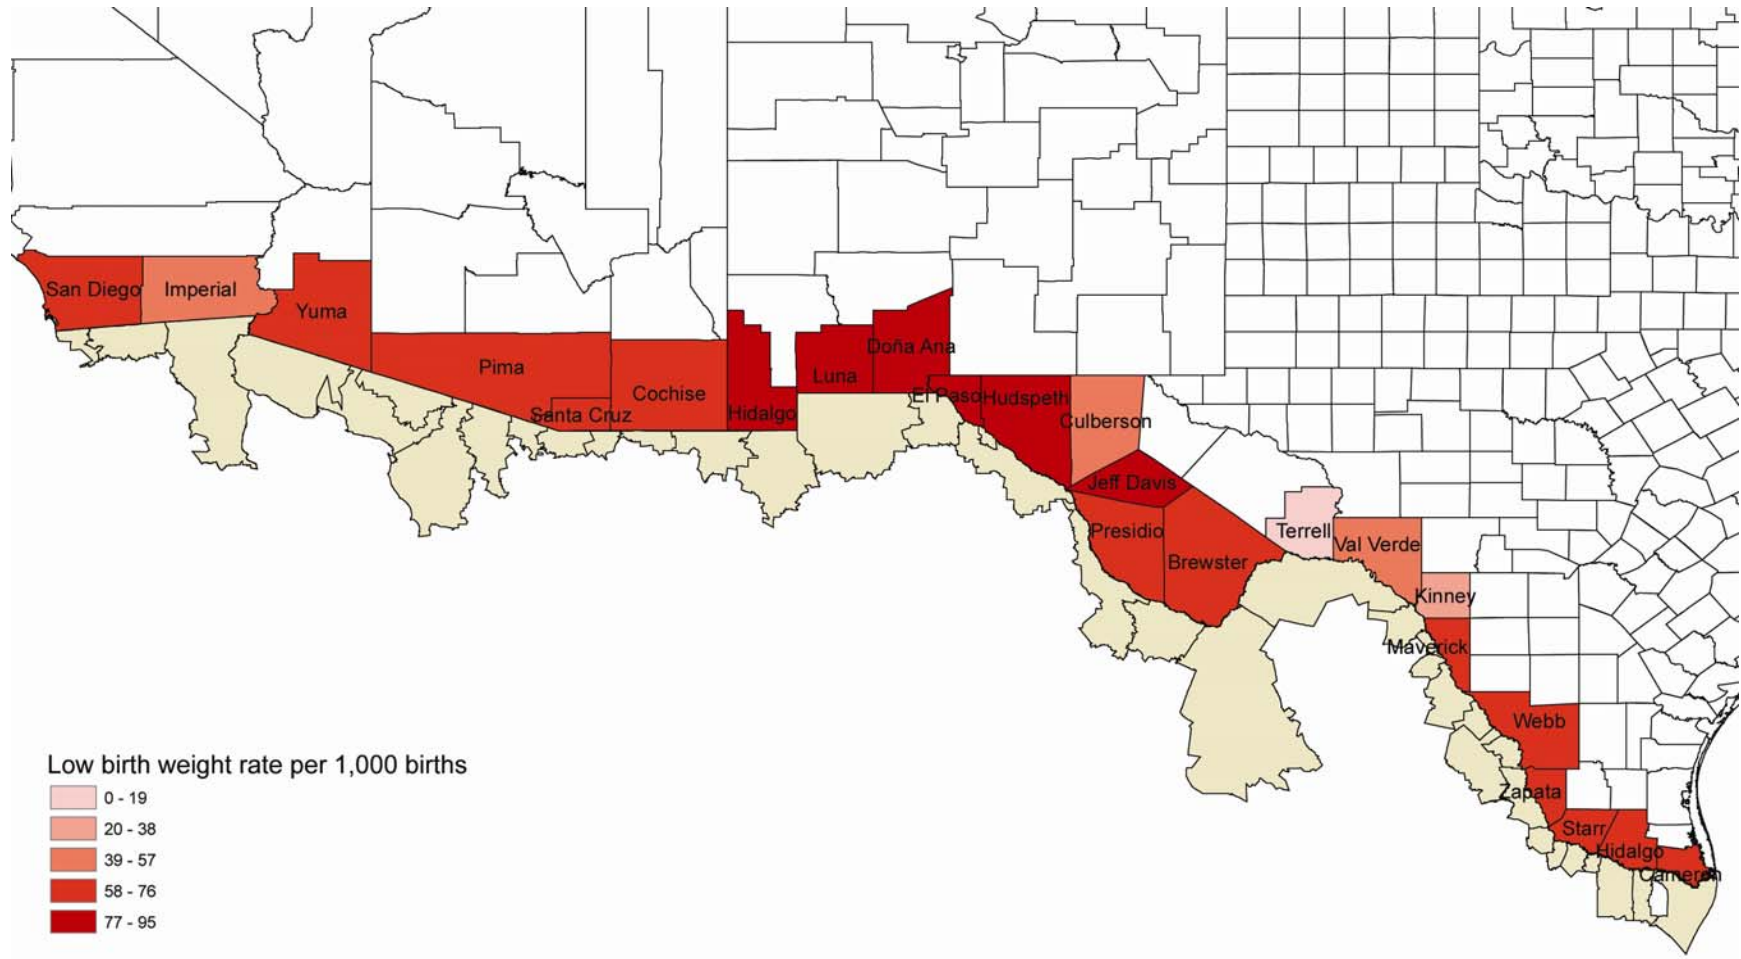 San Diego
Imperial
Yuma
Pima
Santa Cruz
Cochise
Hidalgo
Luna
Doña Ana
El Paso
Hudspeth
Culberson
Jeff Davis
Presidio
Brewster
Terrell
Val Verde
Kinney
Maverick
Webb
Zapata
Starr
Hidalgo
Cameron
Low birth weight rate per 1,000 births
0 - 19
20 - 38
39 - 57
58 - 76
77 - 95